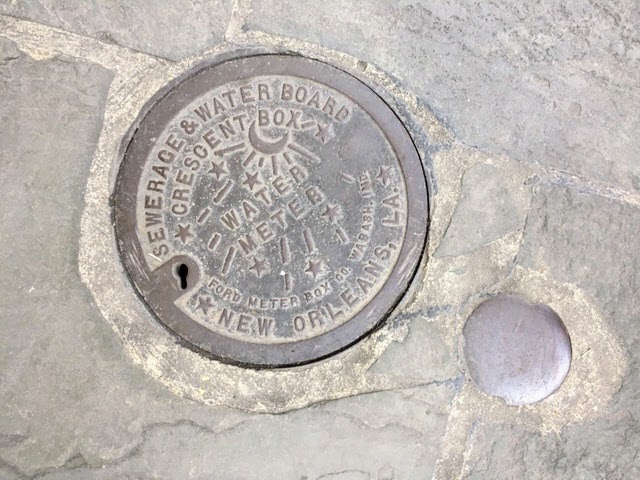 SEWERAGE & WATER BOARD
CRESCENT BOX
WATER
METER
FORD METER BOX CO. WABASH, IND.
NEW ORLEANS, LA.